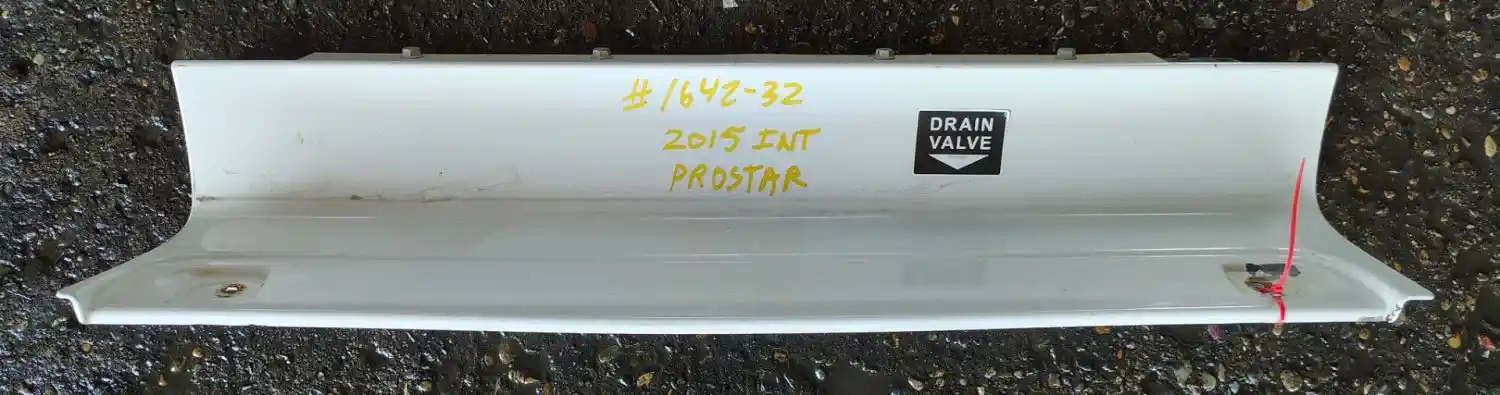 #1642-32
2015 INT
PROSTAR
DRAIN
VALVE